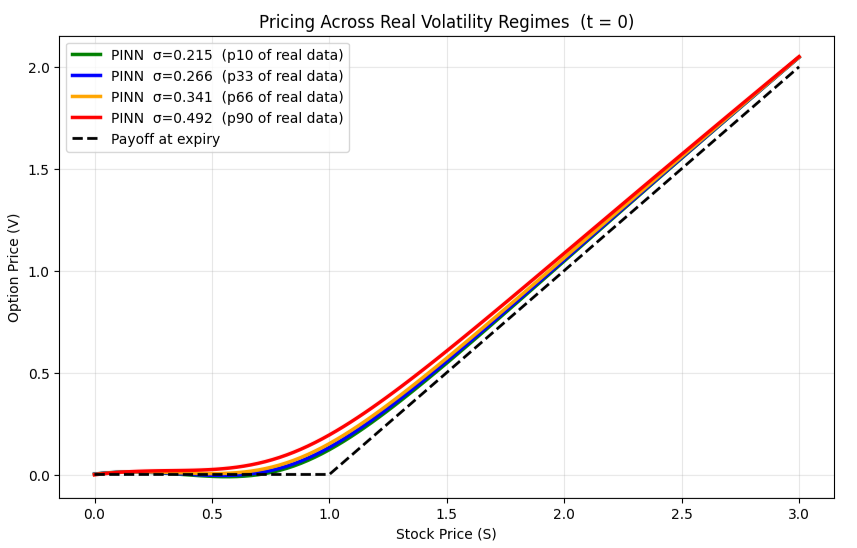 Pricing Across Real Volatility Regimes  (t = 0)
PINN  σ=0.215  (p10 of real data)
PINN  σ=0.266  (p33 of real data)
PINN  σ=0.341  (p66 of real data)
PINN  σ=0.492  (p90 of real data)
Payoff at expiry
Option Price (V)
2.0
1.5
1.0
0.5
0.0
0.0 0.5 1.0 1.5 2.0 2.5 3.0
Stock Price (S)